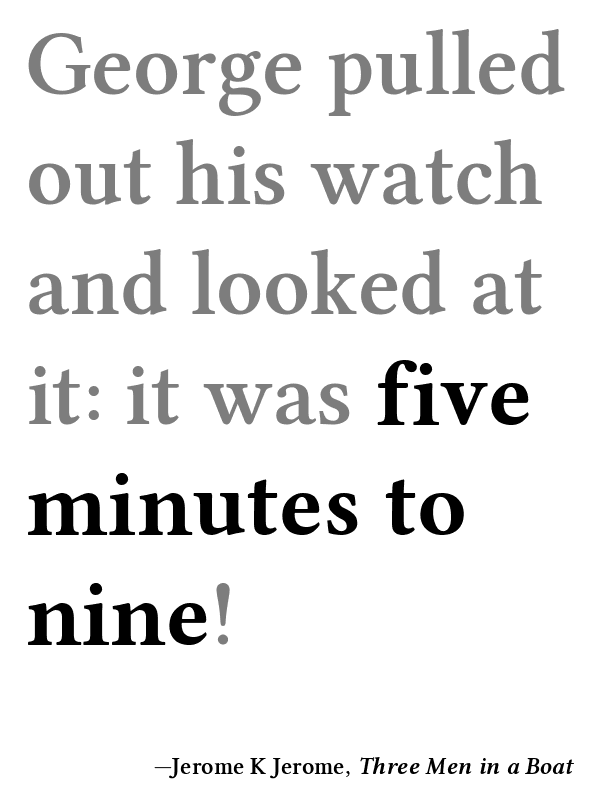 George pulled
out his watch
and looked at
it: it was five
minutes to
nine!
—Jerome K Jerome, Three Men in a Boat